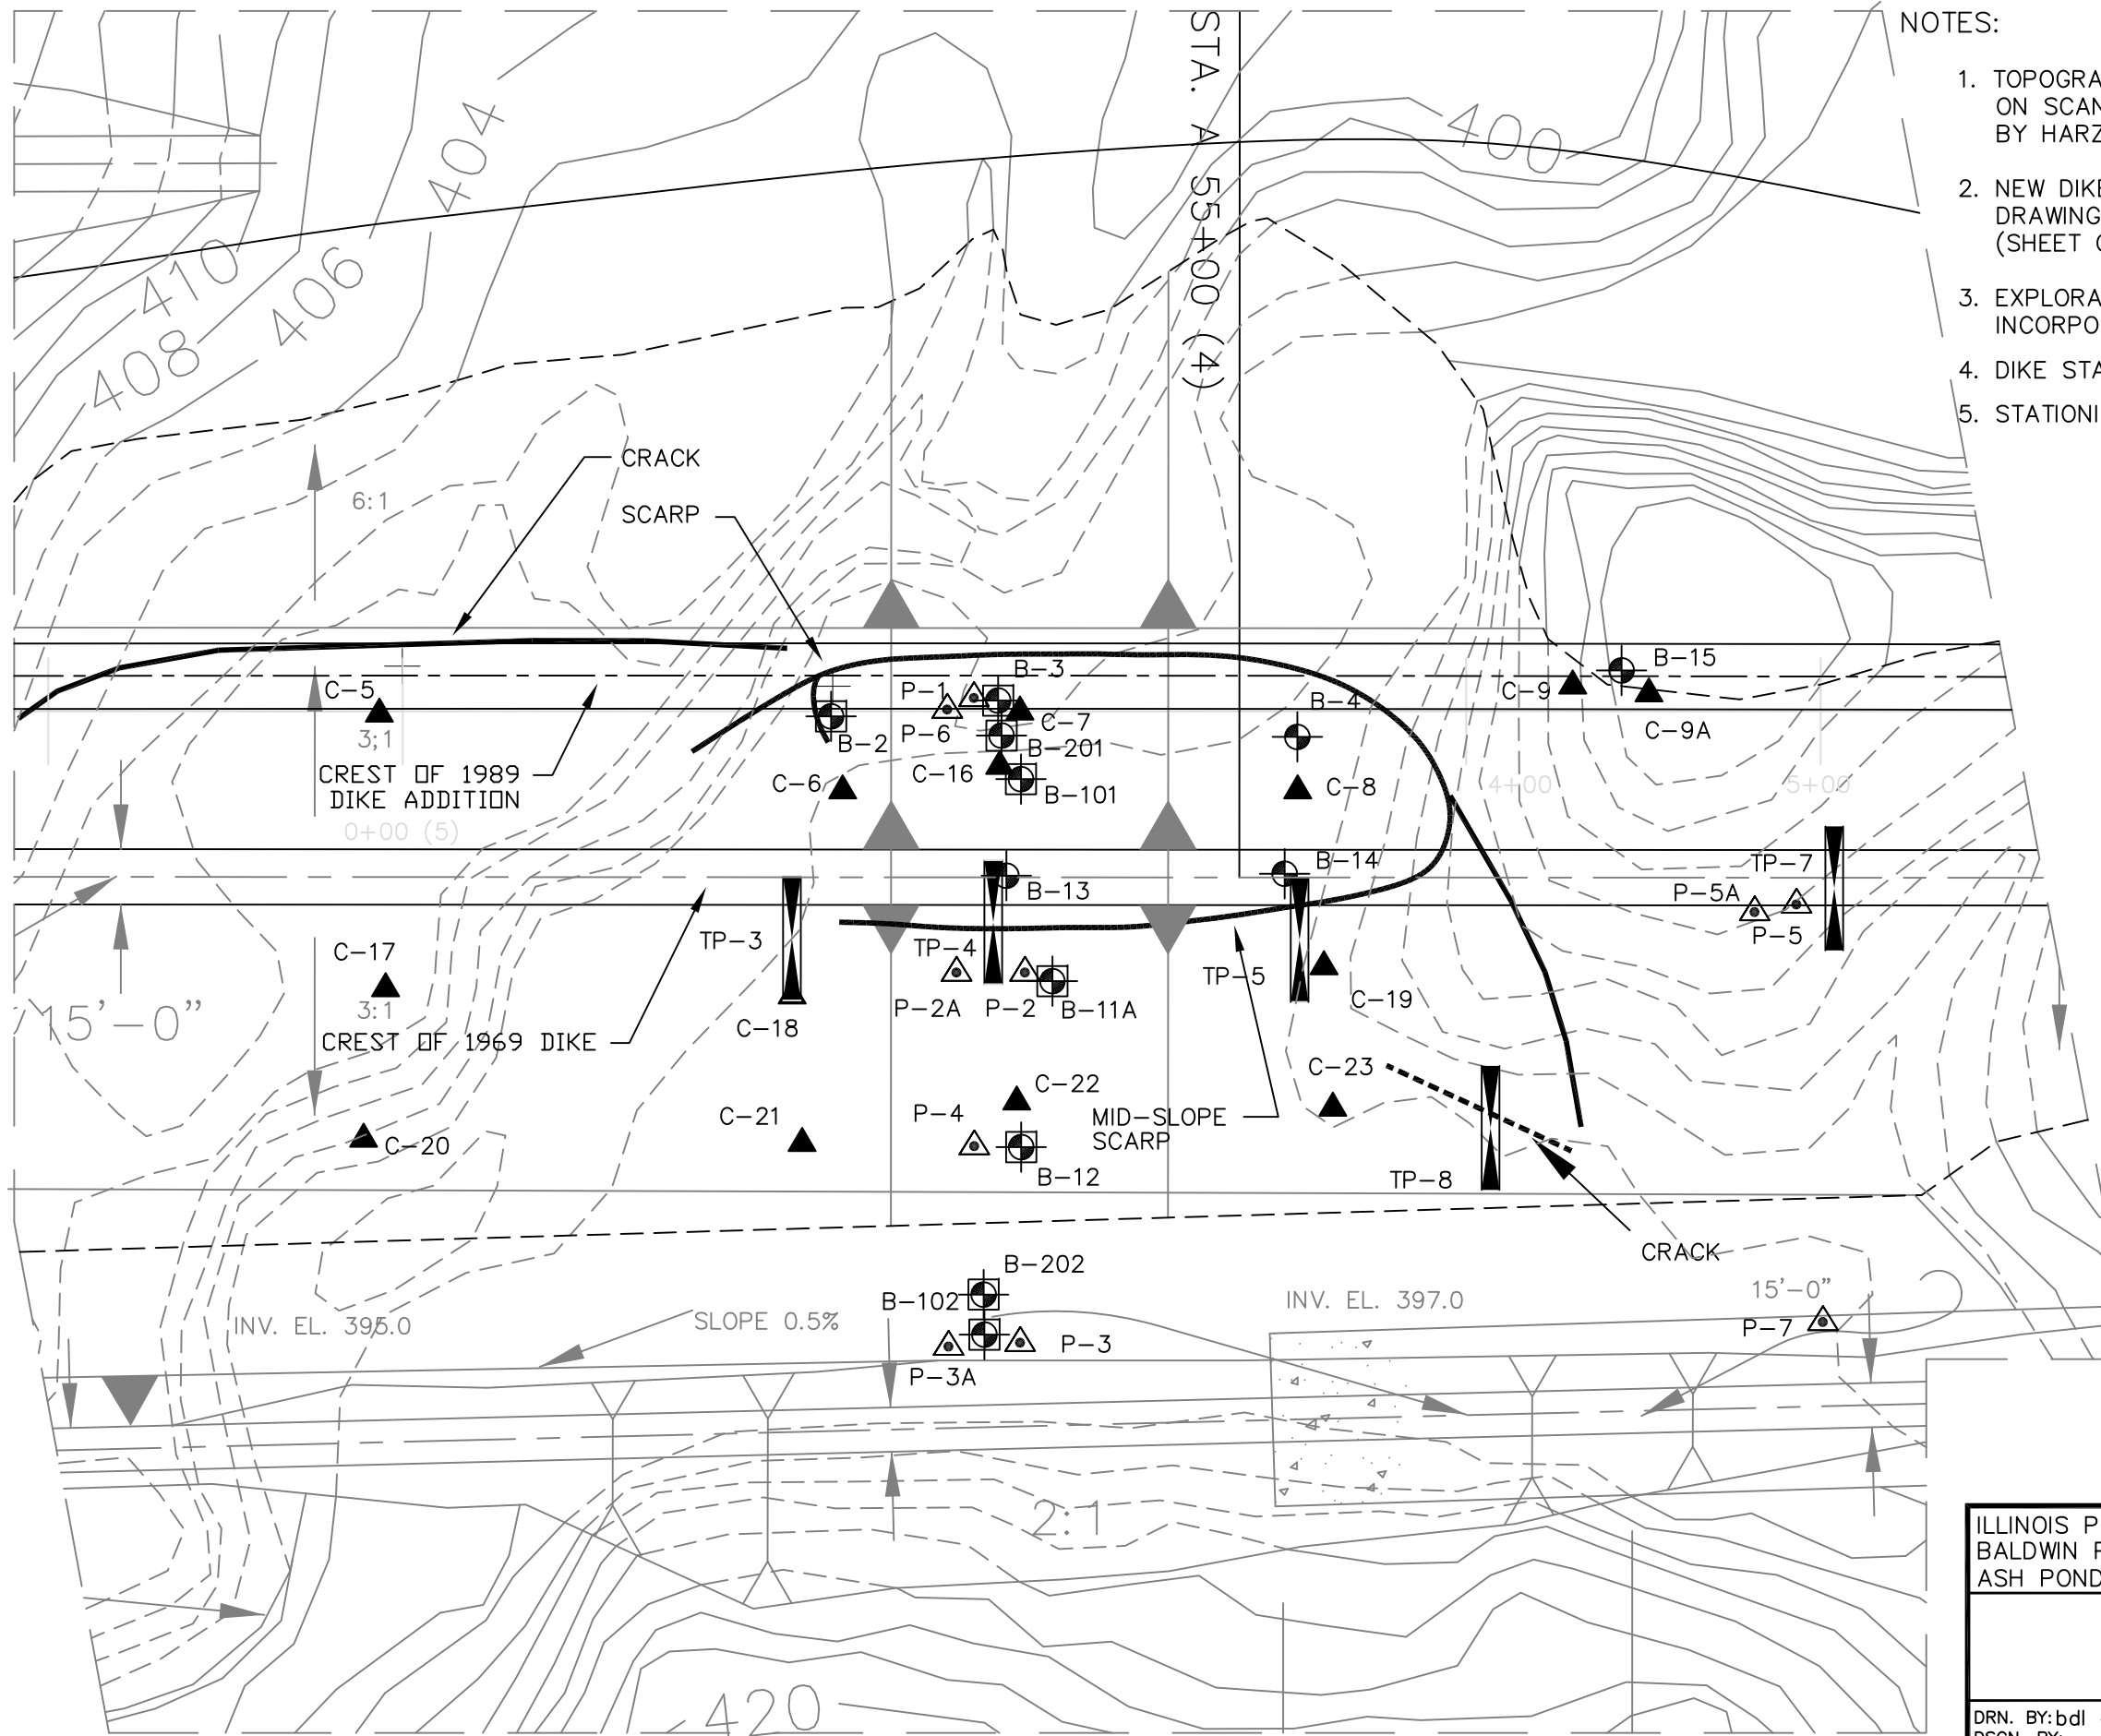 STA. A 55+00 (4)
NOTES:
1. TOPOGRA
ON SCAN
BY HARZ
2. NEW DIKE
DRAWING
(SHEET
3. EXPLORA
INCORPO
4. DIKE STA
5. STATIONI
404
400
410
406
408
CRACK
6:1
SCARP
C-5
3;1
CREST OF 1989
DIKE ADDITION
0+00 (5)
B-3
P-1
P-6
C-7
B-2
B-201
C-16
C-6
B-101
B-4
C-8
B-15
C-9
C-9A
4+00
5+00
B-14
B-13
TP-7
P-5A
P-5
C-17
3:1
15'-0"
CREST OF 1969 DIKE
TP-3
C-18
TP-4
P-2A
P-2
B-11A
TP-5
C-19
C-23
C-22
P-4
C-21
C-20
MID-SLOPE
SCARP
B-12
TP-8
CRACK
B-202
B-102
P-3
P-3A
INV. EL. 395.0
SLOPE 0.5%
INV. EL. 397.0
15'-0"
P-7
2:1
420
ILLINOIS P
BALDWIN
ASH POND
DRN. BY: bdl
DSGN. BY: